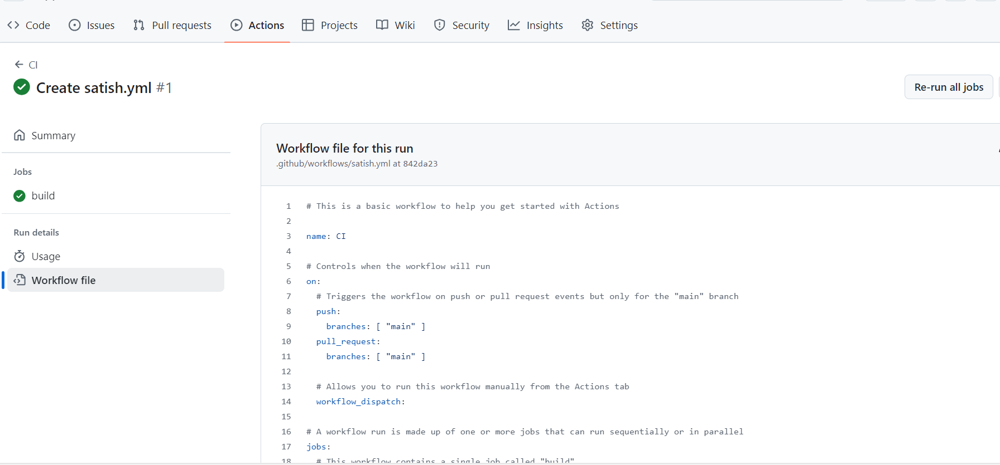 Code Issues Pull requests Actions Projects Wiki Security Insights Settings
CI
Create satish.yml #1
Re-run all jobs
Summary
Jobs
build
Run details
Usage
Workflow file
Workflow file for this run
.github/workflows/satish.yml at 842da23
1 # This is a basic workflow to help you get started with Actions
2
3 name: CI
4
5 # Controls when the workflow will run
6 on:
7 # Triggers the workflow on push or pull request events but only for the "main" branch
8 push:
9 branches: [ "main" ]
10 pull_request:
11 branches: [ "main" ]
12
13 # Allows you to run this workflow manually from the Actions tab
14 workflow_dispatch:
15
16 # A workflow run is made up of one or more jobs that can run sequentially or in parallel
17 jobs:
18 # This workflow contains a single job called "build"